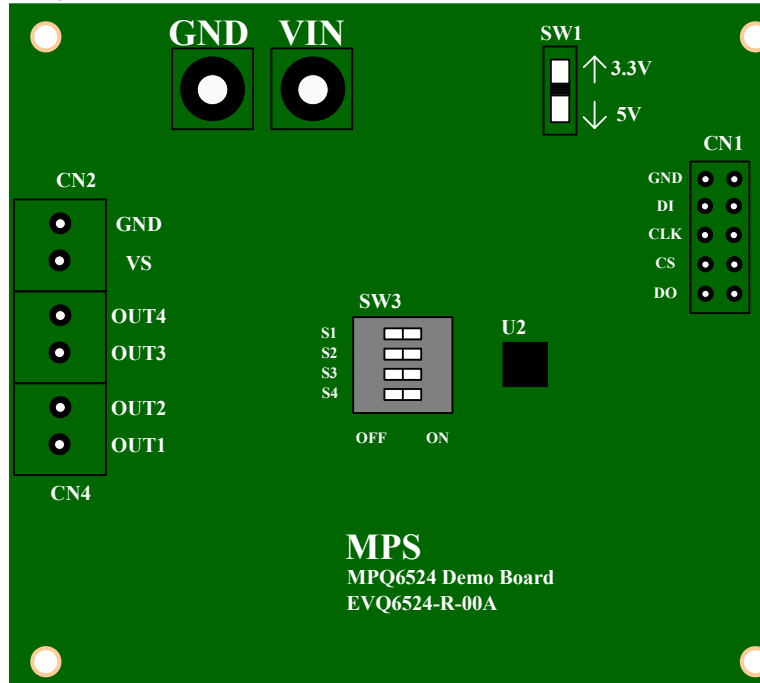 GND VIN
SW1
3.3V
5V
CN1
GND
DI
CLK
CS
DO
CN2
GND
VS
OUT4
OUT3
OUT2
OUT1
CN4
SW3
S1
S2
S3
S4
OFF ON
U2
MPS
MPQ6524 Demo Board
EVQ6524-R-00A